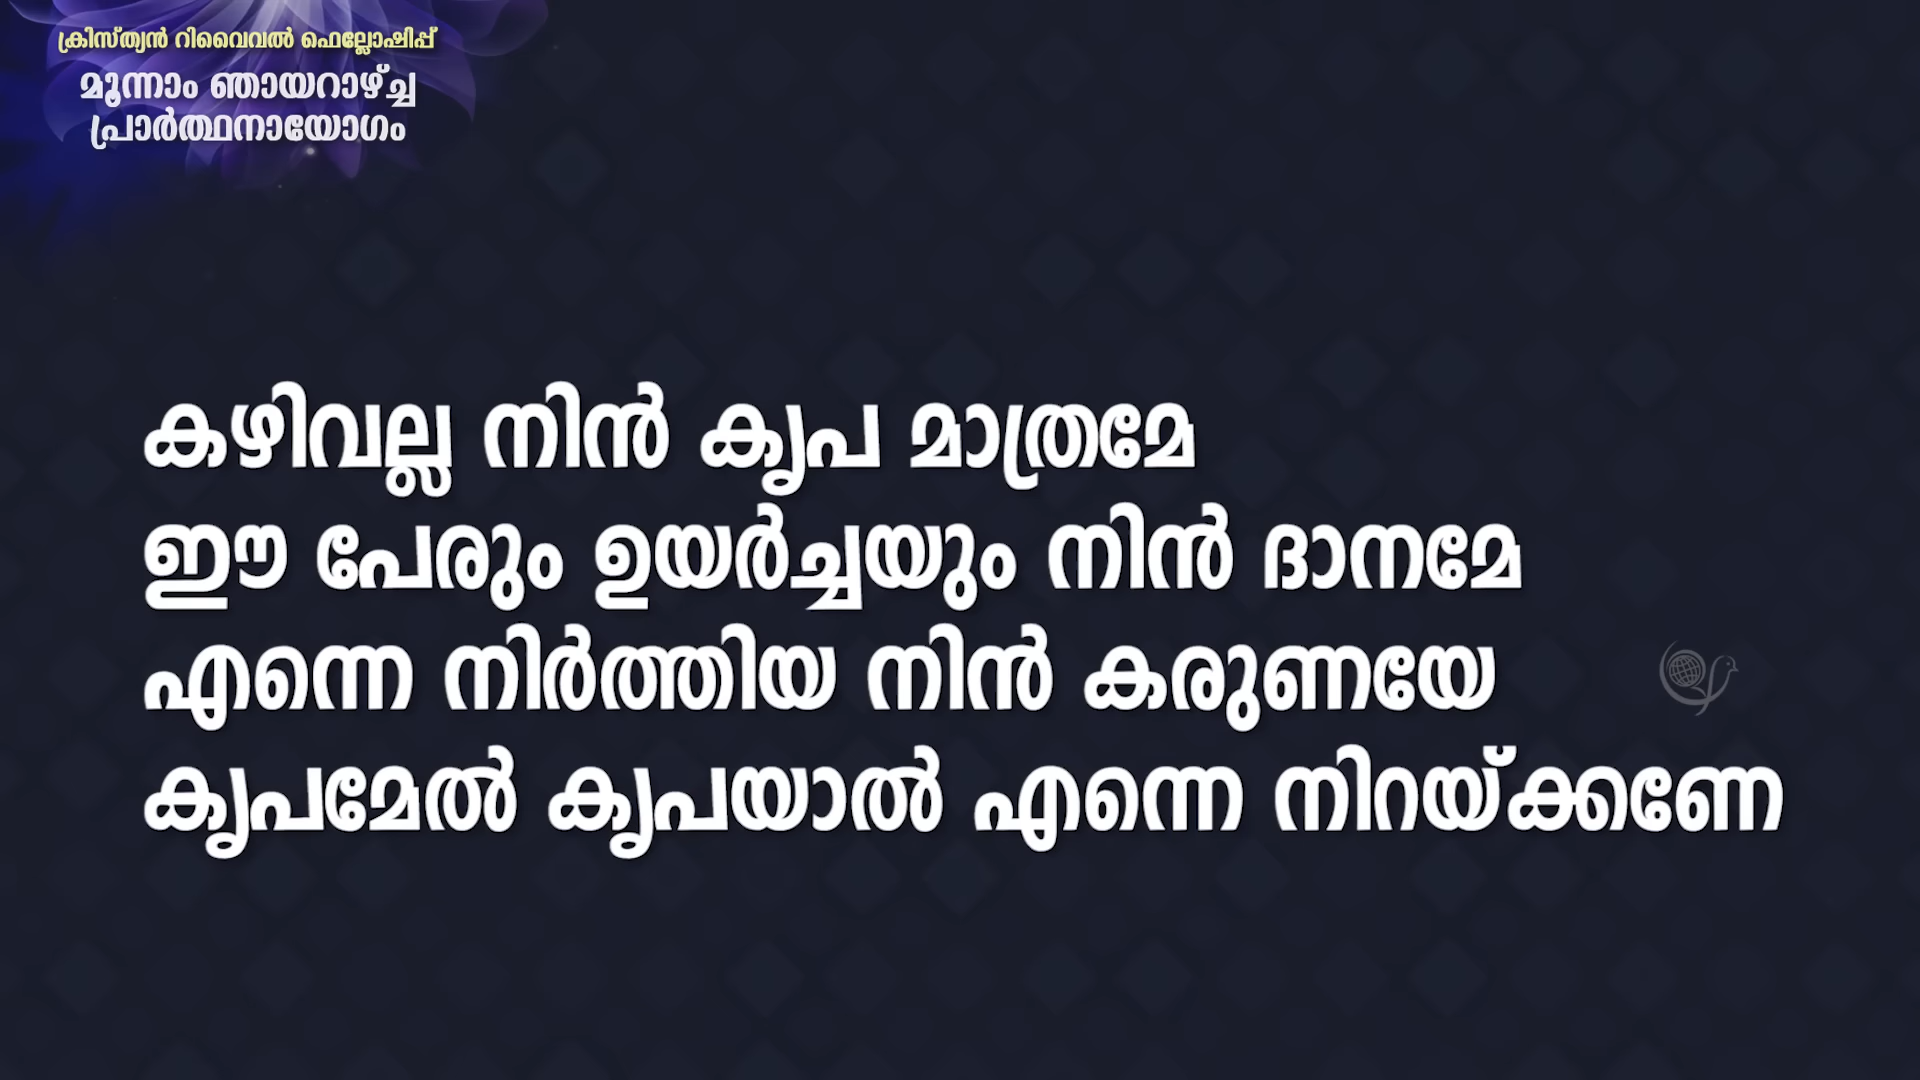 ക്രിസ്ത്യൻ റിവൈവൽ ഫെല്ലോഷിപ്പ്
മൂന്നാം ഞായറാഴ്ച്ച
പ്രാർത്ഥനായോഗം
കഴിവല്ല നിൻ കൃപ മാത്രമേ
ഈ പേരും ഉയർച്ചയും നിൻ ദാനമേ
എന്നെ നിർത്തിയ നിൻ കരുണയേ
കൃപമേൽ കൃപയാൽ എന്നെ നിറയ്ക്കണേ